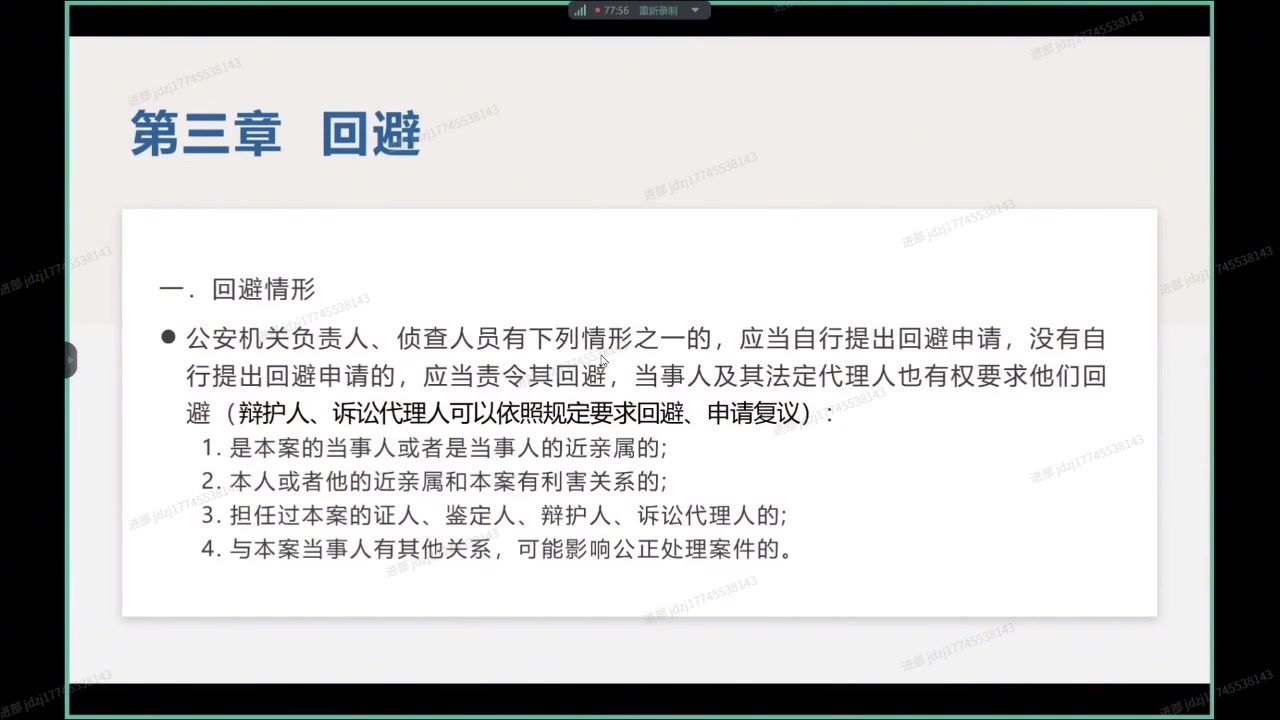 77:56 重新录制
第三章 回避
一．回避情形
● 公安机关负责人、侦查人员有下列情形之一的，应当自行提出回避申请，没有自
行提出回避申请的，应当责令其回避，当事人及其法定代理人也有权要求他们回
避（辩护人、诉讼代理人可以依照规定要求回避、申请复议）：
1. 是本案的当事人或者是当事人的近亲属的;
2. 本人或者他的近亲属和本案有利害关系的;
3. 担任过本案的证人、鉴定人、辩护人、诉讼代理人的;
4. 与本案当事人有其他关系，可能影响公正处理案件的。
进部 jdzj17745538143